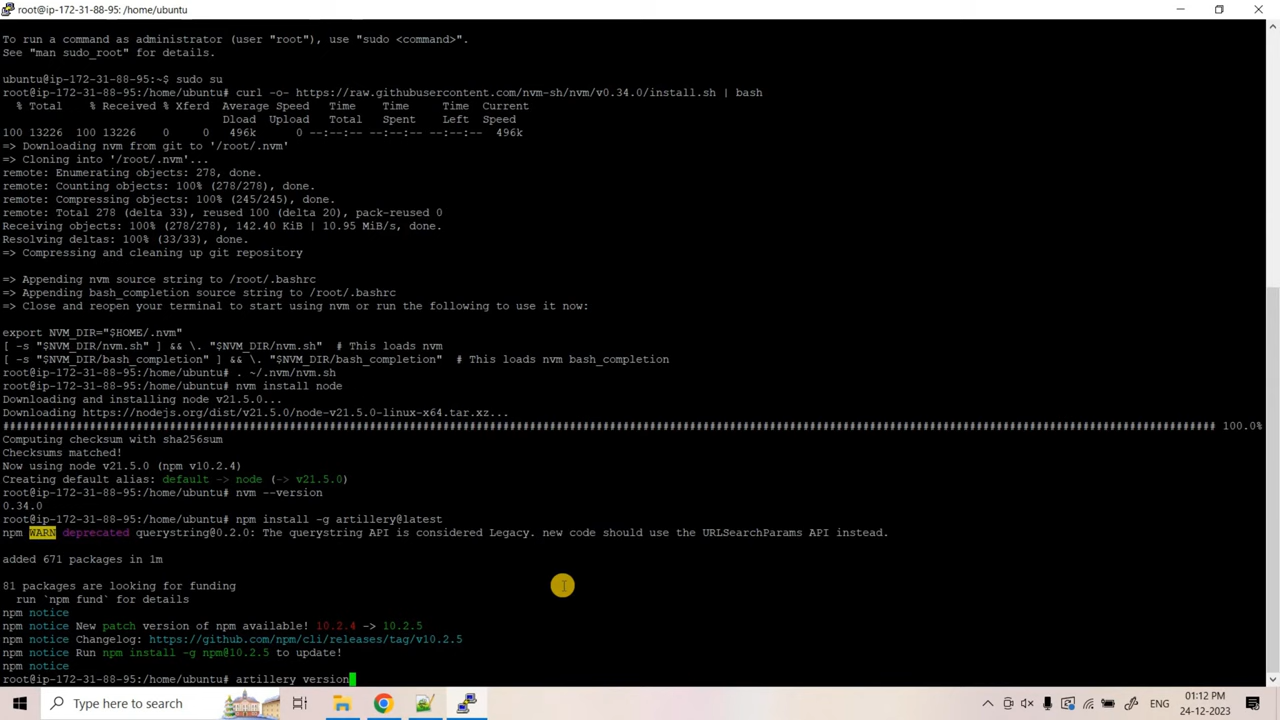 root@ip-172-31-88-95: /home/ubuntu
To run a command as administrator (user "root"), use "sudo <command>".
See "man sudo_root" for details.
ubuntu@ip-172-31-88-95:~$ sudo su
root@ip-172-31-88-95:/home/ubuntu# curl -o- https://raw.githubusercontent.com/nvm-sh/nvm/v0.34.0/install.sh | bash
% Total % Received % Xferd Average Speed Time Time Time Current
Dload Upload Total Spent Left Speed
100 13226 100 13226 0 0 496k 0 --:--:-- --:--:-- --:--:-- 496k
=> Downloading nvm from git to '/root/.nvm'
=> Cloning into '/root/.nvm'...
remote: Enumerating objects: 278, done.
remote: Counting objects: 100% (278/278), done.
remote: Compressing objects: 100% (245/245), done.
remote: Total 278 (delta 33), reused 100 (delta 20), pack-reused 0
Receiving objects: 100% (278/278), 142.40 KiB | 10.95 MiB/s, done.
Resolving deltas: 100% (33/33), done.
=> Compressing and cleaning up git repository
=> Appending nvm source string to /root/.bashrc
=> Appending bash_completion source string to /root/.bashrc
=> Close and reopen your terminal to start using nvm or run the following to use it now:
export NVM_DIR="$HOME/.nvm"
[ -s "$NVM_DIR/nvm.sh" ] && \. "$NVM_DIR/nvm.sh" # This loads nvm
[ -s "$NVM_DIR/bash_completion" ] && \. "$NVM_DIR/bash_completion" # This loads nvm bash_completion
root@ip-172-31-88-95:/home/ubuntu# . ~/.nvm/nvm.sh
root@ip-172-31-88-95:/home/ubuntu# nvm install node
Downloading and installing node v21.5.0...
Downloading https://nodejs.org/dist/v21.5.0/node-v21.5.0-linux-x64.tar.xz...
######################################################################################################################################################################################## 100.0%
Computing checksum with sha256sum
Checksums matched!
Now using node v21.5.0 (npm v10.2.4)
Creating default alias: default -> node (-> v21.5.0)
root@ip-172-31-88-95:/home/ubuntu# nvm --version
0.34.0
root@ip-172-31-88-95:/home/ubuntu# npm install -g artillery@latest
npm WARN deprecated querystring@0.2.0: The querystring API is considered Legacy. new code should use the URLSearchParams API instead.
added 671 packages in 1m
81 packages are looking for funding
run `npm fund` for details
npm notice
npm notice New patch version of npm available! 10.2.4 -> 10.2.5
npm notice Changelog: https://github.com/npm/cli/releases/tag/v10.2.5
npm notice Run npm install -g npm@10.2.5 to update!
npm notice
root@ip-172-31-88-95:/home/ubuntu# artillery version
Type here to search
ENG
01:12 PM
24-12-2023